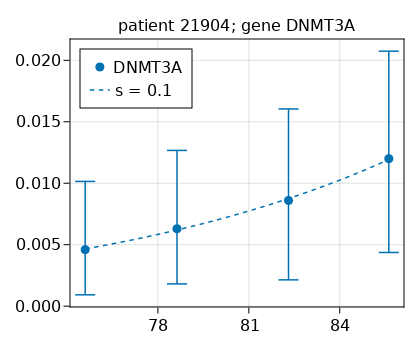 patient 21904; gene DNMT3A
0.020
DNMT3A
s = 0.1
0.015
0.010
0.005
0.000
78 81 84